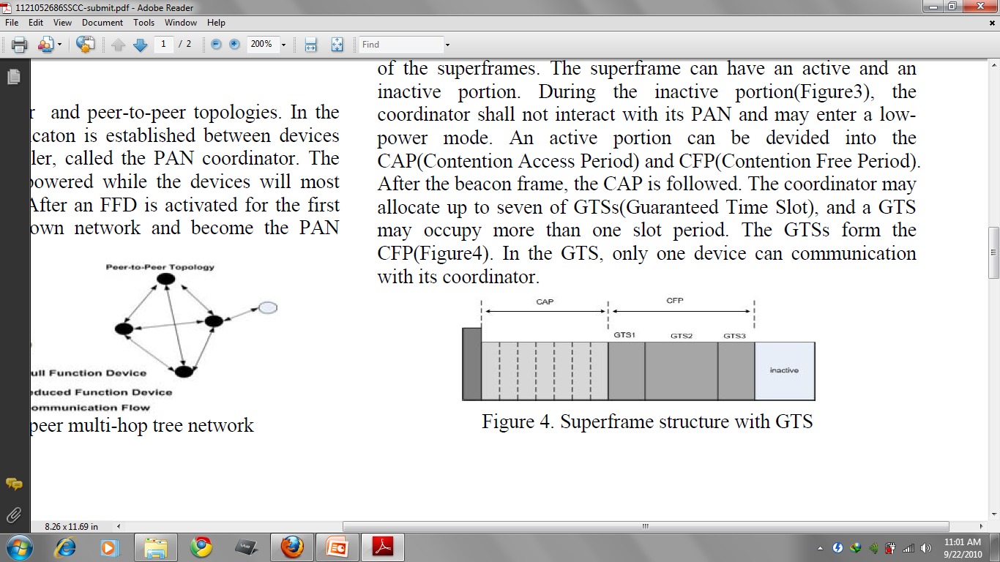 1121052686SSCC-submit.pdf - Adobe Reader
File Edit View Document Tools Window Help
1 / 2 200% Find
r and peer-to-peer topologies. In the
icaton is established between devices
ler, called the PAN coordinator. The
powered while the devices will most
After an FFD is activated for the first
own network and become the PAN
Peer-to-Peer Topology
ull Function Device
educed Function Device
ommunication Flow
peer multi-hop tree network
of the superframes. The superframe can have an active and an
inactive portion. During the inactive portion(Figure3), the
coordinator shall not interact with its PAN and may enter a low-
power mode. An active portion can be devided into the
CAP(Contention Access Period) and CFP(Contention Free Period).
After the beacon frame, the CAP is followed. The coordinator may
allocate up to seven of GTSs(Guaranteed Time Slot), and a GTS
may occupy more than one slot period. The GTSs form the
CFP(Figure4). In the GTS, only one device can communication
with its coordinator.
CAP CFP
GTS1 GTS2 GTS3
inactive
Figure 4. Superframe structure with GTS
8.26 x 11.69 in
11:01 AM
9/22/2010